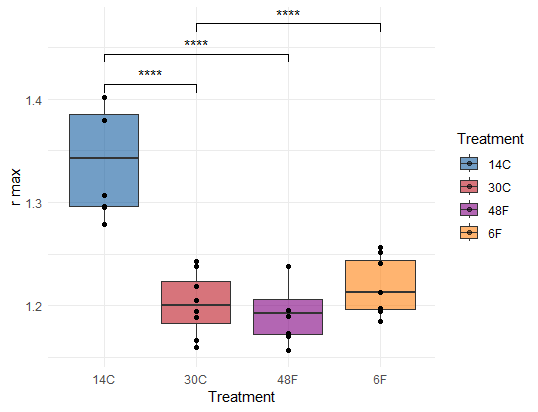 ****
****
****
1.4
1.3
1.2
r max
14C
30C
48F
6F
Treatment
Treatment
14C
30C
48F
6F